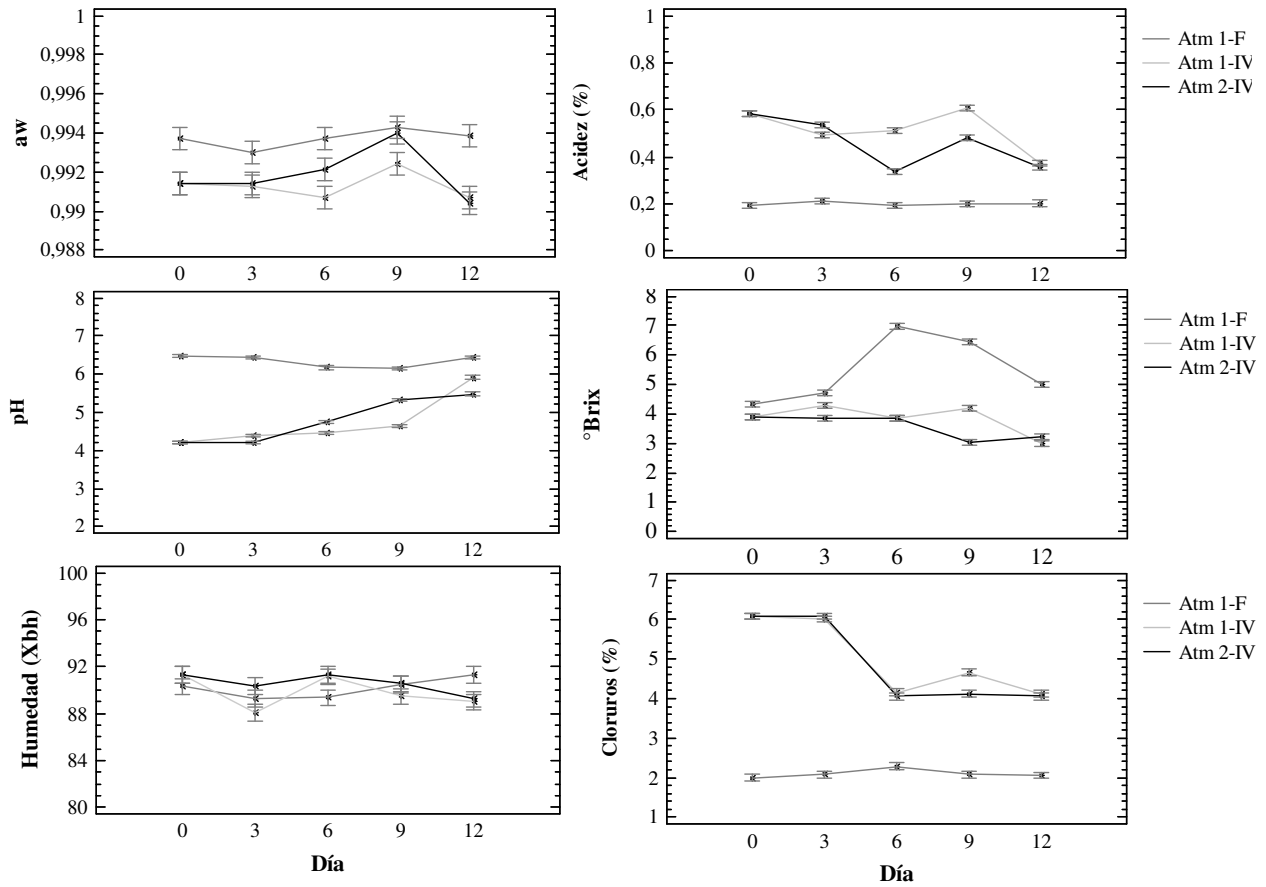 aw
1
0,998
0,996
0,994
0,992
0,99
0,988
0 3 6 9 12
Acidez (%)
1
0,8
0,6
0,4
0,2
0
0 3 6 9 12
Atm 1-F
Atm 1-IV
Atm 2-IV
pH
8
7
6
5
4
3
2
0 3 6 9 12
°Brix
8
7
6
5
4
3
2
1
0
0 3 6 9 12
Atm 1-F
Atm 1-IV
Atm 2-IV
Humedad (Xbh)
100
96
92
88
84
80
0 3 6 9 12
Día
Cloruros (%)
7
6
5
4
3
2
1
0 3 6 9 12
Día
Atm 1-F
Atm 1-IV
Atm 2-IV